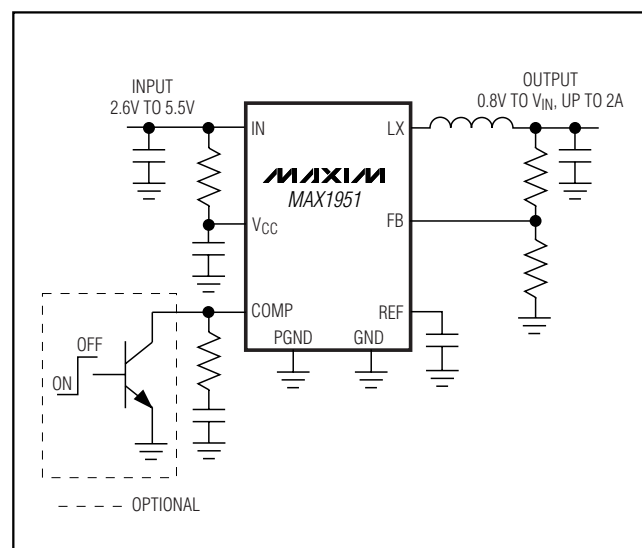 INPUT
2.6V TO 5.5V
OUTPUT
0.8V TO VIN, UP TO 2A
IN
LX
MAXIM
MAX1951
VCC
FB
COMP
REF
PGND
GND
OFF
ON
OPTIONAL